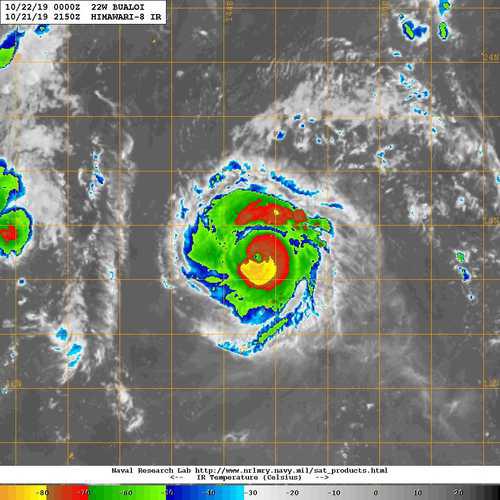 10/22/19 0000Z 22W BUALOI
10/21/19 2150Z HIMAWARI-8 IR
24N
Naval Research Lab http://www.nrlmry.navy.mil/sat_products.html
<-- IR Temperature (Celsius) -->
-80 -70 -60 -50 -40 -30 -20 -10 0 10 20